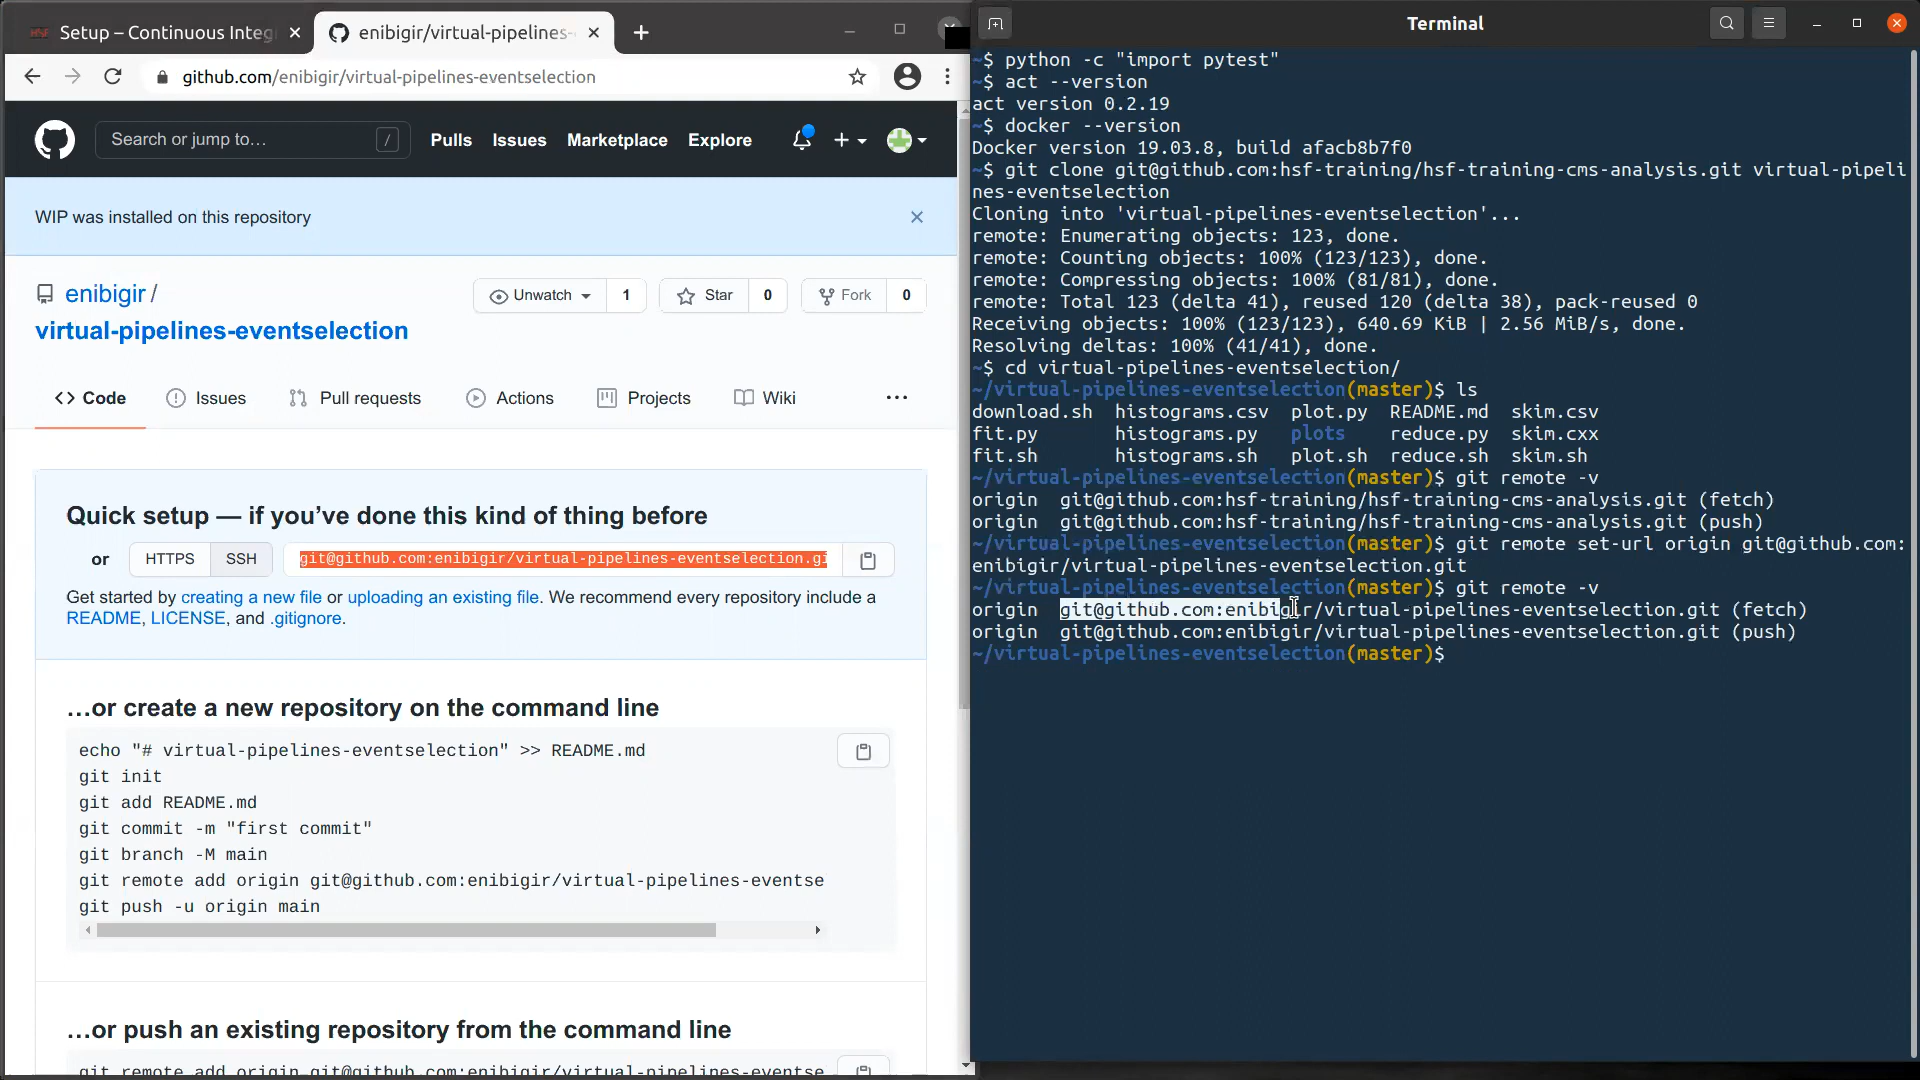 Setup – Continuous Integ
enibigir/virtual-pipelines-
github.com/enibigir/virtual-pipelines-eventselection
Search or jump to…
/
Pulls
Issues
Marketplace
Explore
WIP was installed on this repository
enibigir /
virtual-pipelines-eventselection
Unwatch
1
Star
0
Fork
0
<> Code
Issues
Pull requests
Actions
Projects
Wiki
Quick setup — if you’ve done this kind of thing before
or
HTTPS
SSH
git@github.com:enibigir/virtual-pipelines-eventselection.gi
Get started by creating a new file or uploading an existing file. We recommend every repository include a
README, LICENSE, and .gitignore.
…or create a new repository on the command line
echo "# virtual-pipelines-eventselection" >> README.md
git init
git add README.md
git commit -m "first commit"
git branch -M main
git remote add origin git@github.com:enibigir/virtual-pipelines-eventse
git push -u origin main
…or push an existing repository from the command line
git remote add origin git@github.com:enibigir/virtual-pipelines-eventse
Terminal
~$ python -c "import pytest"
~$ act --version
act version 0.2.19
~$ docker --version
Docker version 19.03.8, build afacb8b7f0
~$ git clone git@github.com:hsf-training/hsf-training-cms-analysis.git virtual-pipeli
nes-eventselection
Cloning into 'virtual-pipelines-eventselection'...
remote: Enumerating objects: 123, done.
remote: Counting objects: 100% (123/123), done.
remote: Compressing objects: 100% (81/81), done.
remote: Total 123 (delta 41), reused 120 (delta 38), pack-reused 0
Receiving objects: 100% (123/123), 640.69 KiB | 2.56 MiB/s, done.
Resolving deltas: 100% (41/41), done.
~$ cd virtual-pipelines-eventselection/
~/virtual-pipelines-eventselection(master)$ ls
download.sh  histograms.csv  plot.py  README.md  skim.csv
fit.py       histograms.py   plots    reduce.py  skim.cxx
fit.sh       histograms.sh   plot.sh  reduce.sh  skim.sh
~/virtual-pipelines-eventselection(master)$ git remote -v
origin  git@github.com:hsf-training/hsf-training-cms-analysis.git (fetch)
origin  git@github.com:hsf-training/hsf-training-cms-analysis.git (push)
~/virtual-pipelines-eventselection(master)$ git remote set-url origin git@github.com:
enibigir/virtual-pipelines-eventselection.git
~/virtual-pipelines-eventselection(master)$ git remote -v
origin  git@github.com:enibigir/virtual-pipelines-eventselection.git (fetch)
origin  git@github.com:enibigir/virtual-pipelines-eventselection.git (push)
~/virtual-pipelines-eventselection(master)$